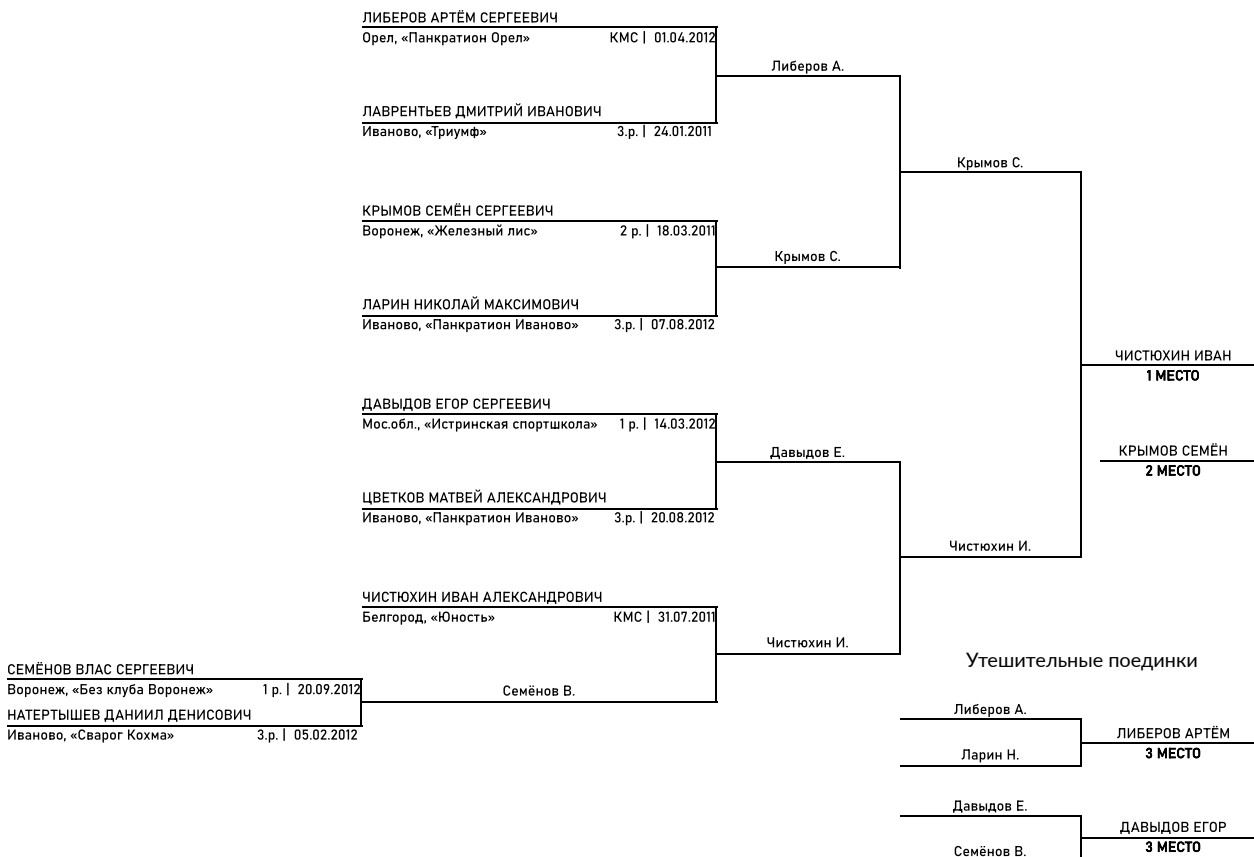 ЛИБЕРОВ АРТЁМ СЕРГЕЕВИЧ
Орел, «Панкратион Орел» КМС | 01.04.2012
Либеров А.
ЛАВРЕНТЬЕВ ДМИТРИЙ ИВАНОВИЧ
Иваново, «Триумф» 3.р. | 24.01.2011
Крымов С.
КРЫМОВ СЕМЁН СЕРГЕЕВИЧ
Воронеж, «Железный лис» 2 р. | 18.03.2011
Крымов С.
ЛАРИН НИКОЛАЙ МАКСИМОВИЧ
Иваново, «Панкратион Иваново» 3.р. | 07.08.2012
ЧИСТЮХИН ИВАН
1 МЕСТО
ДАВЫДОВ ЕГОР СЕРГЕЕВИЧ
Мос.обл., «Истринская спортшкола» 1 р. | 14.03.2012
Давыдов Е.
КРЫМОВ СЕМЁН
2 МЕСТО
ЦВЕТКОВ МАТВЕЙ АЛЕКСАНДРОВИЧ
Иваново, «Панкратион Иваново» 3.р. | 20.08.2012
Чистюхин И.
ЧИСТЮХИН ИВАН АЛЕКСАНДРОВИЧ
Белгород, «Юность» КМС | 31.07.2011
Чистюхин И.
Утешительные поединки
СЕМЁНОВ ВЛАС СЕРГЕЕВИЧ
Воронеж, «Без клуба Воронеж» 1 р. | 20.09.2012
Семёнов В.
НАТЕРТЫШЕВ ДАНИИЛ ДЕНИСОВИЧ
Иваново, «Сварог Кохма» 3.р. | 05.02.2012
Либеров А.
ЛИБЕРОВ АРТЁМ
3 МЕСТО
Ларин Н.
Давыдов Е.
ДАВЫДОВ ЕГОР
3 МЕСТО
Семёнов В.